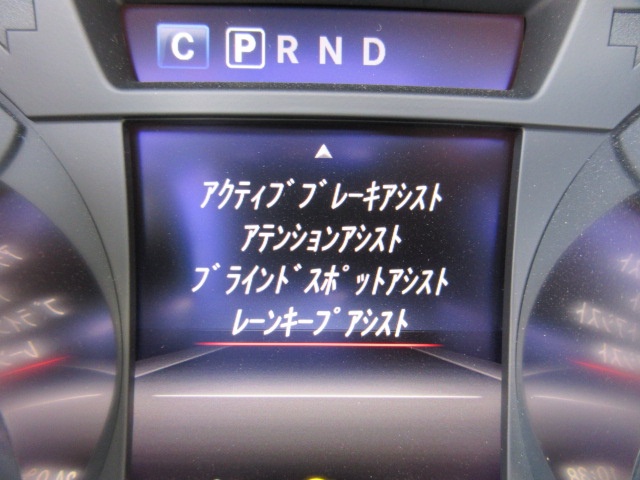 C P R N D
アクティブブレーキアシスト
アテンションアシスト
ブラインドスポットアシスト
レーンキープアシスト
10:38